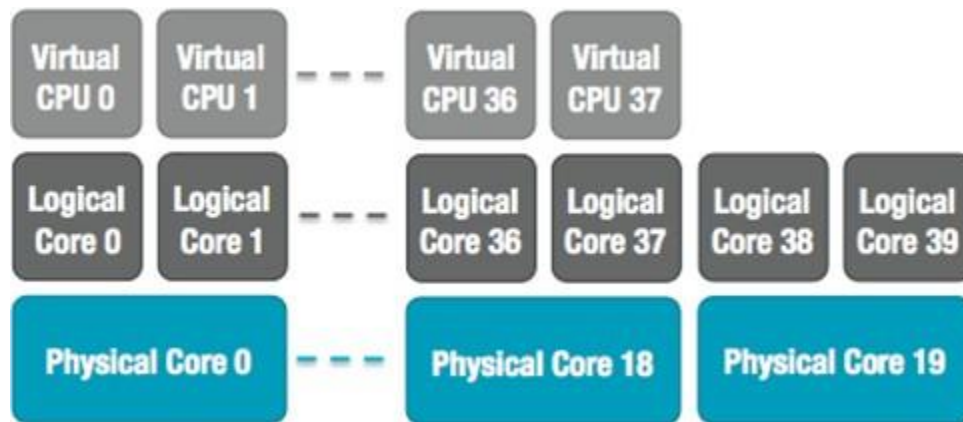 Virtual CPU 0
Virtual CPU 1
Virtual CPU 36
Virtual CPU 37
Logical Core 0
Logical Core 1
Logical Core 36
Logical Core 37
Logical Core 38
Logical Core 39
Physical Core 0
Physical Core 18
Physical Core 19